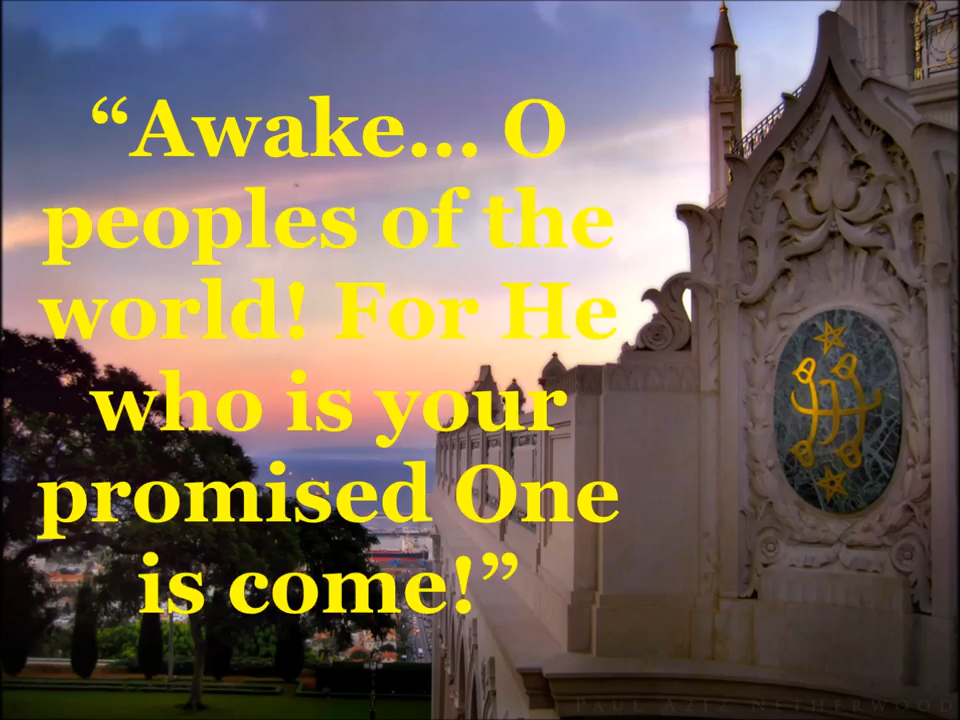 “Awake... O
peoples of the
world! For He
who is your
promised One
is come!”
PAUL AZIZ NETHERWOOD